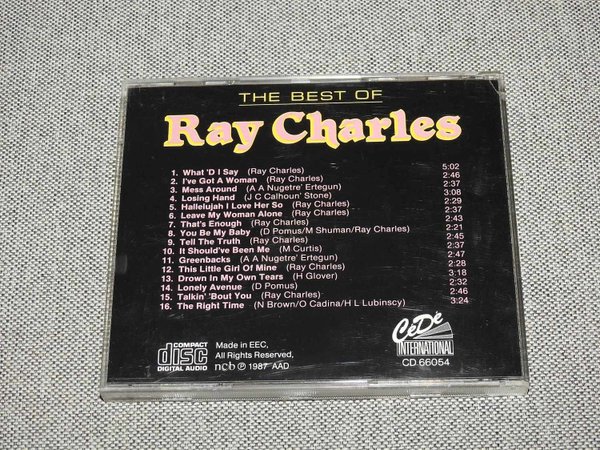 THE BEST OF
Ray Charles
1. What 'D I Say (Ray Charles) 5:02
2. I've Got A Woman (Ray Charles) 2:46
3. Mess Around (A A Nugetre' Ertegun) 2:37
4. Losing Hand (J C Calhoun' Stone) 3:08
5. Hallelujah I Love Her So (Ray Charles) 2:29
6. Leave My Woman Alone (Ray Charles) 2:37
7. That's Enough (Ray Charles) 2:43
8. You Be My Baby (D Pomus/M Shuman/Ray Charles) 2:21
9. Tell The Truth (Ray Charles) 2:45
10. It Should've Been Me (M Curtis) 2:37
11. Greenbacks (A A Nugetre' Ertegun) 2:47
12. This Little Girl Of Mine (Ray Charles) 2:28
13. Drown In My Own Tears (H Glover) 3:18
14. Lonely Avenue (D Pomus) 2:32
15. Talkin' 'Bout You (Ray Charles) 2:46
16. The Right Time (N Brown/O Cadina/H L Lubinscy) 3:24
COMPACT
disc
DIGITAL AUDIO
Made in EEC,
All Rights Reserved,
ncb ℗ 1987 AAD
CéDé
INTERNATIONAL
CD 66054